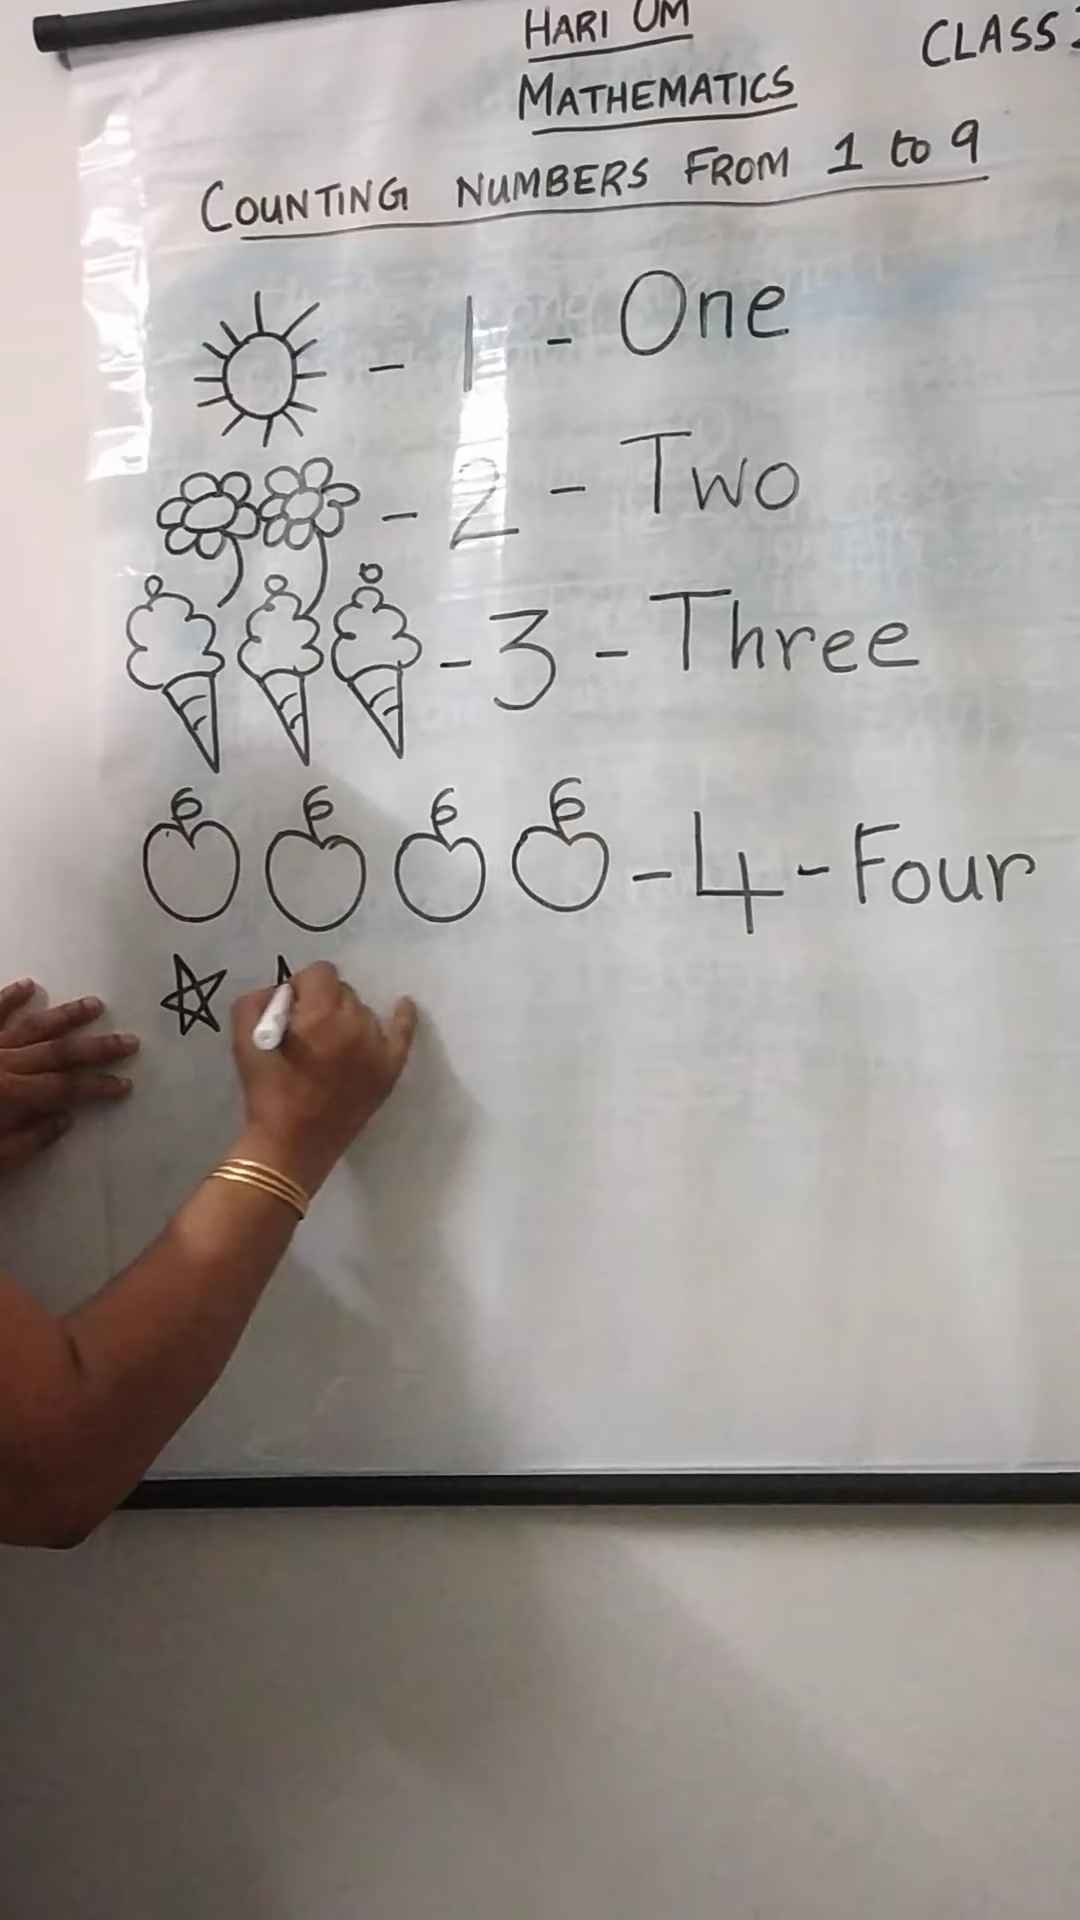 HARI OM
CLASS
MATHEMATICS
COUNTING NUMBERS FROM 1 to 9
- 1 - One
- 2 - Two
- 3 - Three
- 4 - Four